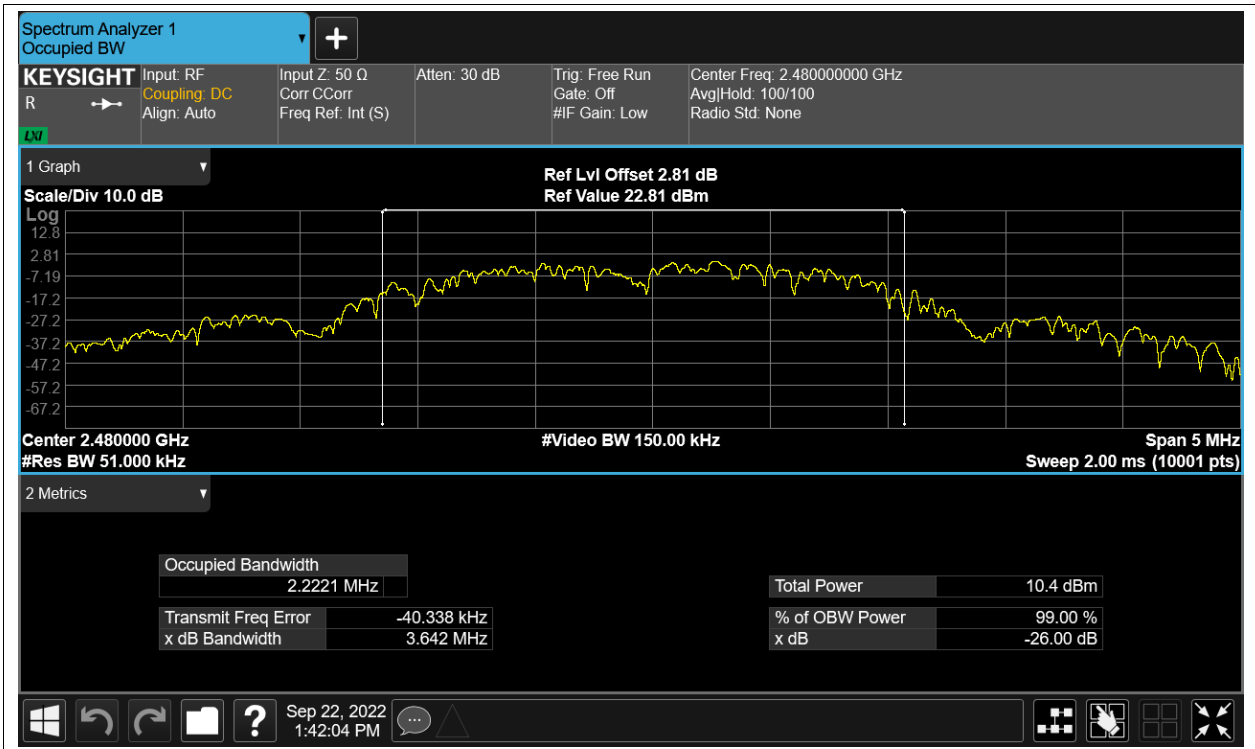 Spectrum Analyzer 1
Occupied BW
KEYSIGHT
R
LXI
Input: RF
Coupling: DC
Align: Auto
Input Z: 50 Ω
Corr CCorr
Freq Ref: Int (S)
Atten: 30 dB
Trig: Free Run
Gate: Off
#IF Gain: Low
Center Freq: 2.480000000 GHz
Avg|Hold: 100/100
Radio Std: None
1 Graph
Scale/Div 10.0 dB
Ref Lvl Offset 2.81 dB
Ref Value 22.81 dBm
Log
12.8
2.81
-7.19
-17.2
-27.2
-37.2
-47.2
-57.2
-67.2
Center 2.480000 GHz
#Res BW 51.000 kHz
#Video BW 150.00 kHz
Span 5 MHz
Sweep 2.00 ms (10001 pts)
2 Metrics
Occupied Bandwidth
2.2221 MHz
Transmit Freq Error -40.338 kHz
x dB Bandwidth 3.642 MHz
Total Power 10.4 dBm
% of OBW Power 99.00 %
x dB -26.00 dB
Sep 22, 2022
1:42:04 PM